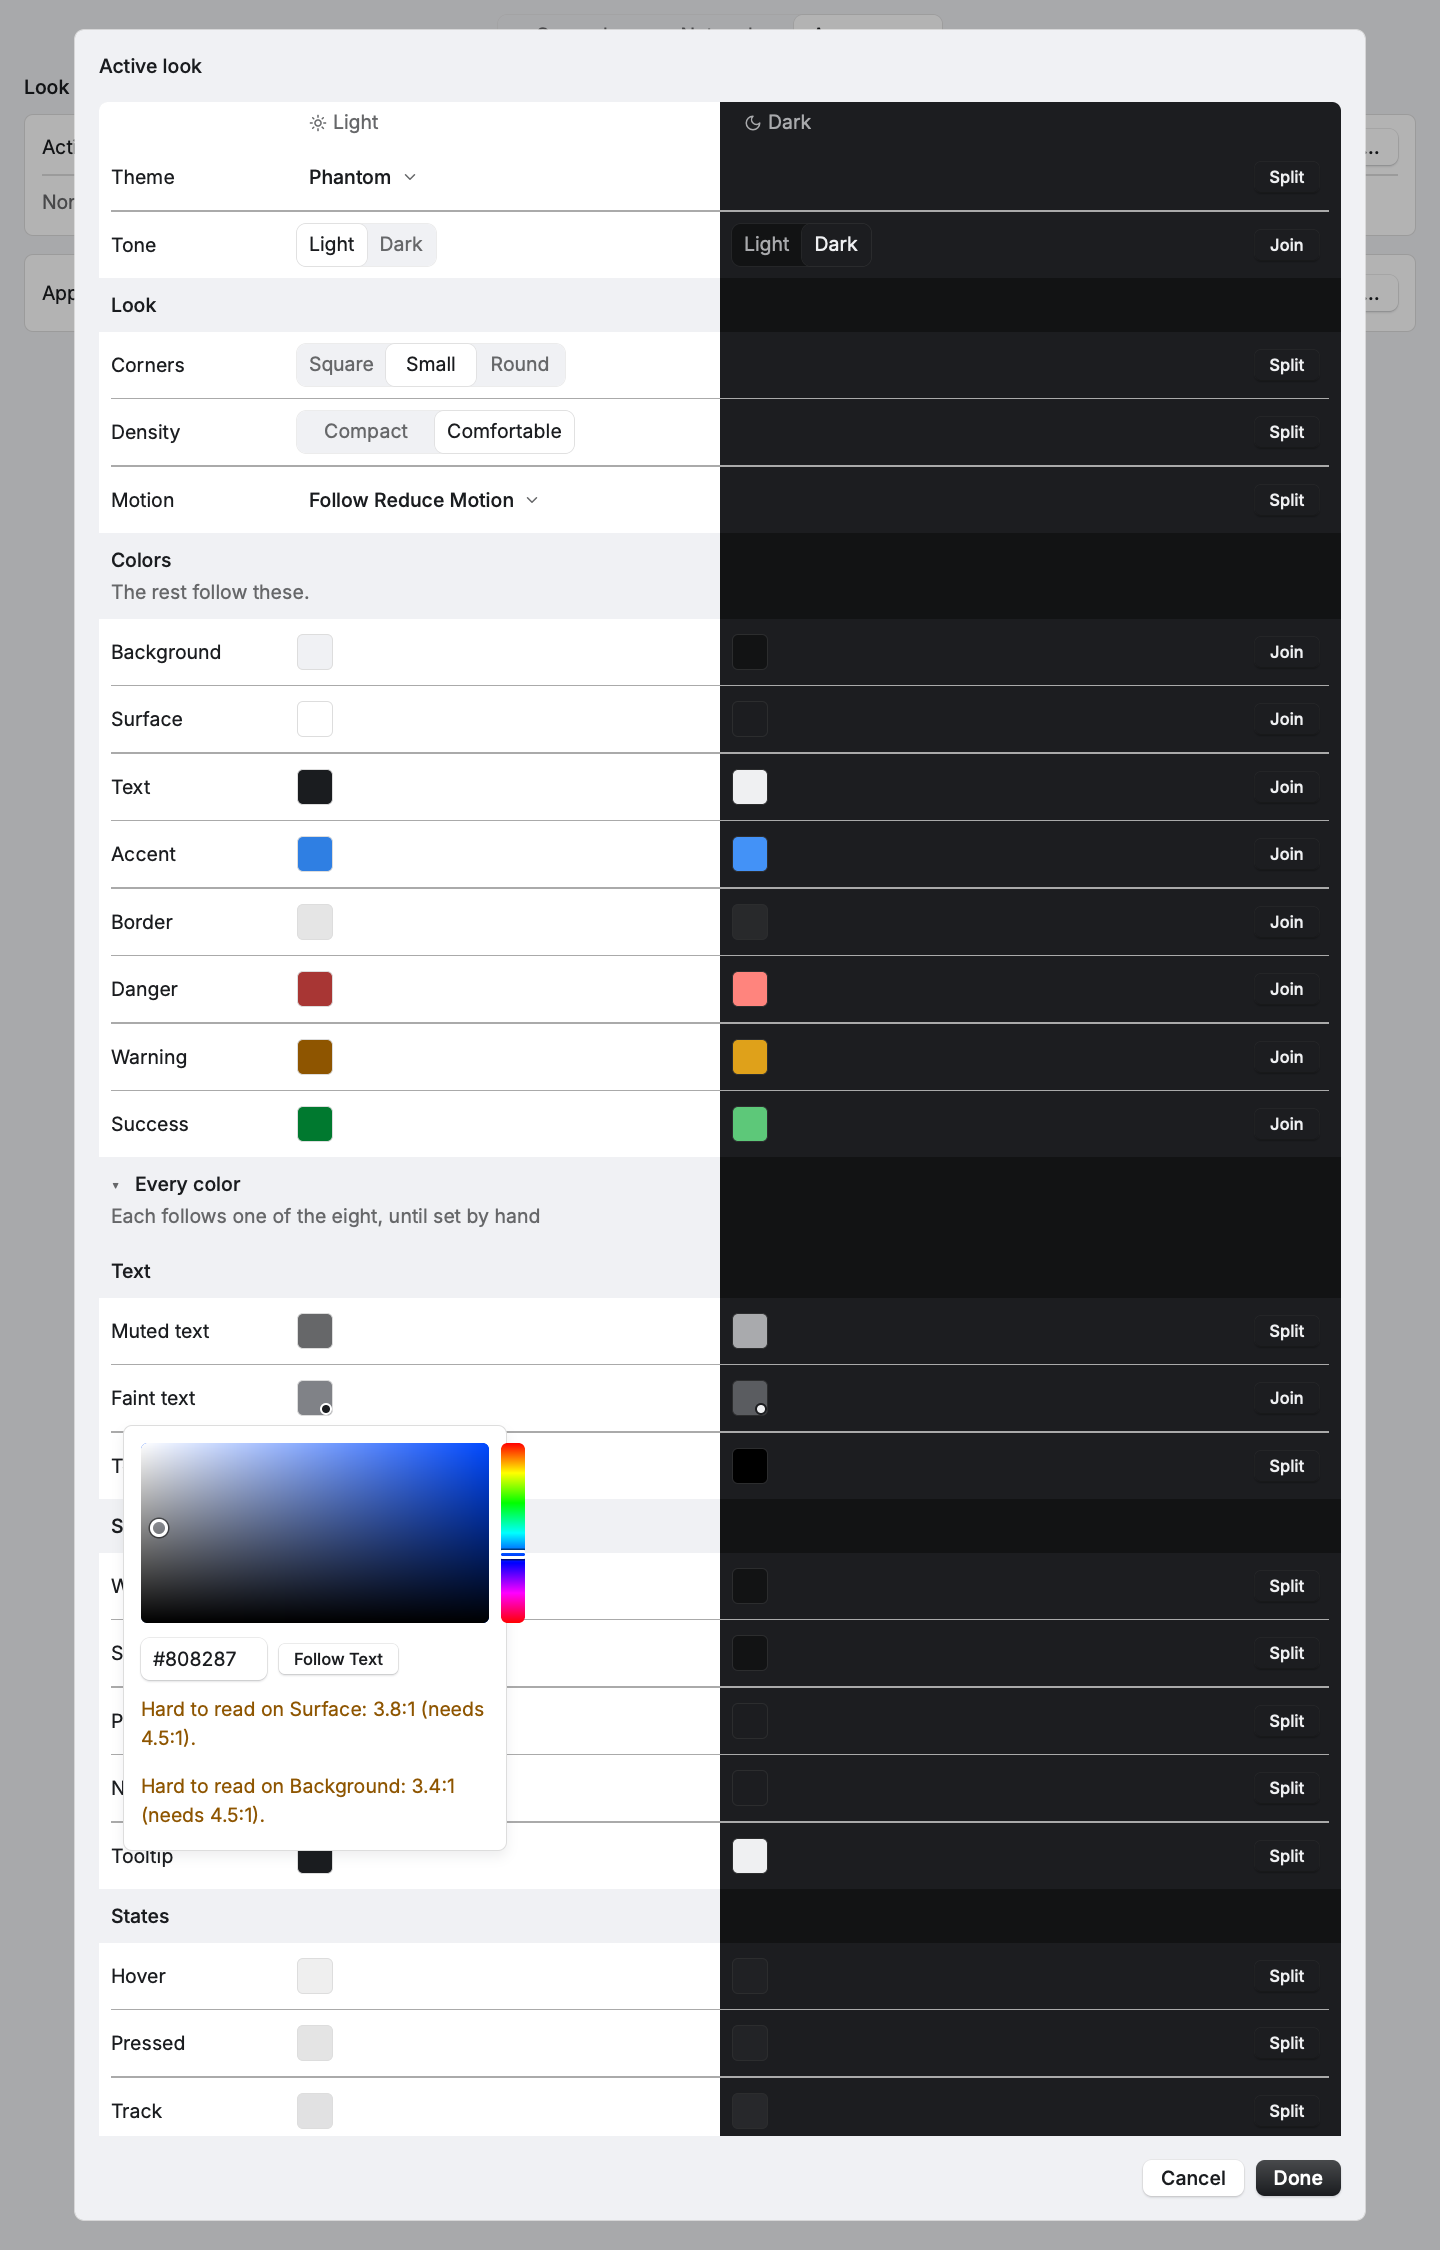 Look
Active look
Light
Dark
Theme
Phantom
Split
Tone
Light
Dark
Light
Dark
Join
Look
Corners
Square
Small
Round
Split
Density
Compact
Comfortable
Split
Motion
Follow Reduce Motion
Split
Colors
The rest follow these.
Background
Join
Surface
Join
Text
Join
Accent
Join
Border
Join
Danger
Join
Warning
Join
Success
Join
Every color
Each follows one of the eight, until set by hand
Text
Muted text
Split
Faint text
Join
Split
#808287
Follow Text
Split
Split
Hard to read on Surface: 3.8:1 (needs
4.5:1).
Split
Hard to read on Background: 3.4:1
(needs 4.5:1).
Split
Tooltip
Split
States
Hover
Split
Pressed
Split
Track
Split
Cancel
Done